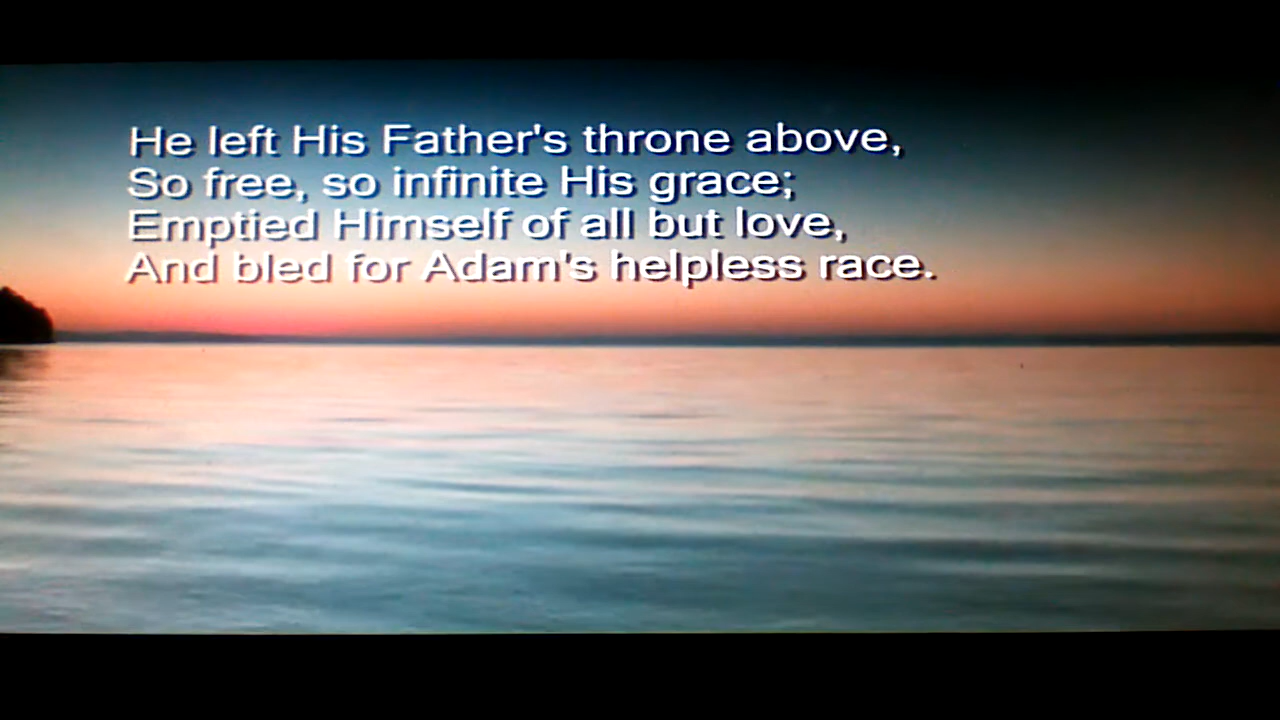 He left His Father's throne above,
So free, so infinite His grace;
Emptied Himself of all but love,
And bled for Adam's helpless race.